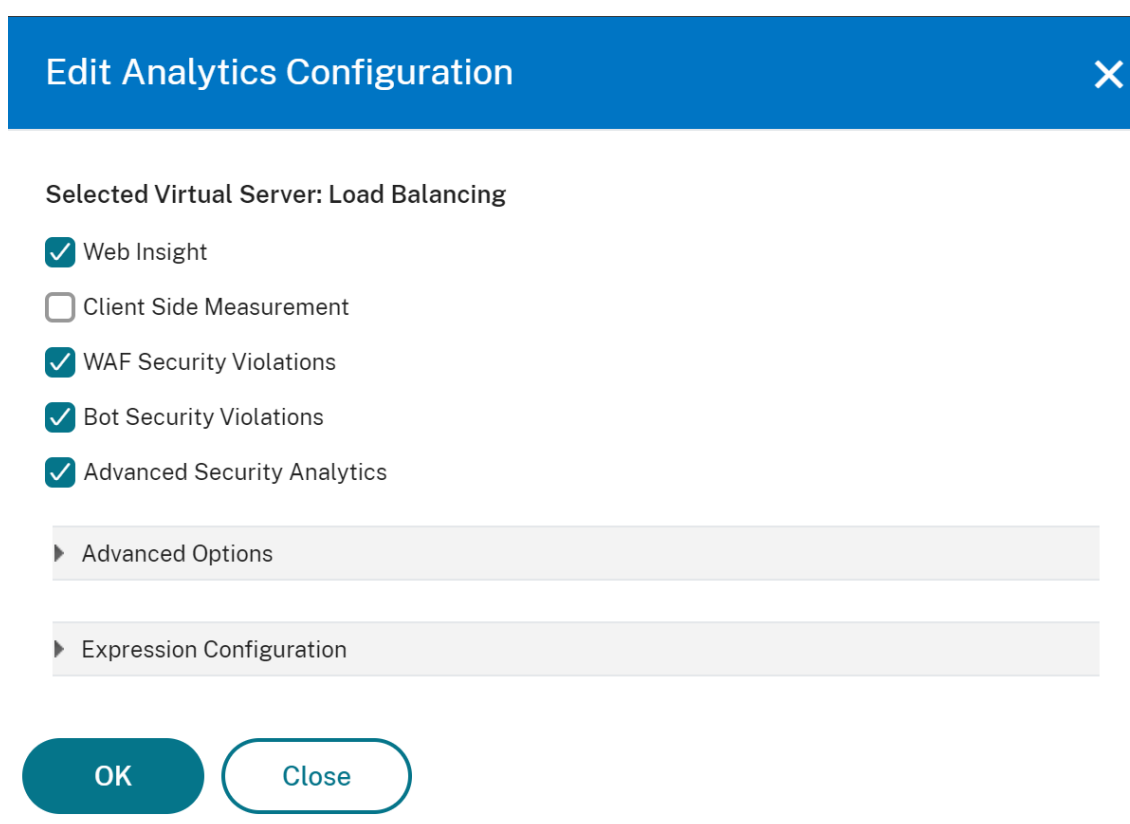 Edit Analytics Configuration
Selected Virtual Server: Load Balancing
Web Insight
Client Side Measurement
WAF Security Violations
Bot Security Violations
Advanced Security Analytics
Advanced Options
Expression Configuration
OK
Close